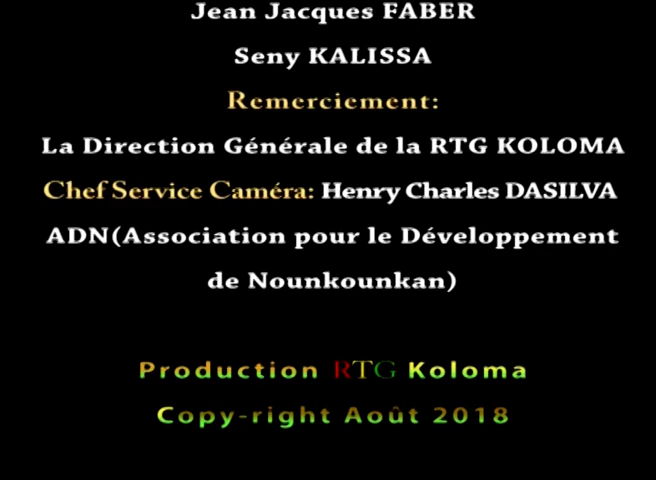 Jean Jacques FABER
Seny KALISSA
Remerciement:
La Direction Générale de la RTG KOLOMA
Chef Service Caméra: Henry Charles DASILVA
ADN(Association pour le Développement
de Nounkounkan)
Production RTG Koloma
Copy-right Août 2018